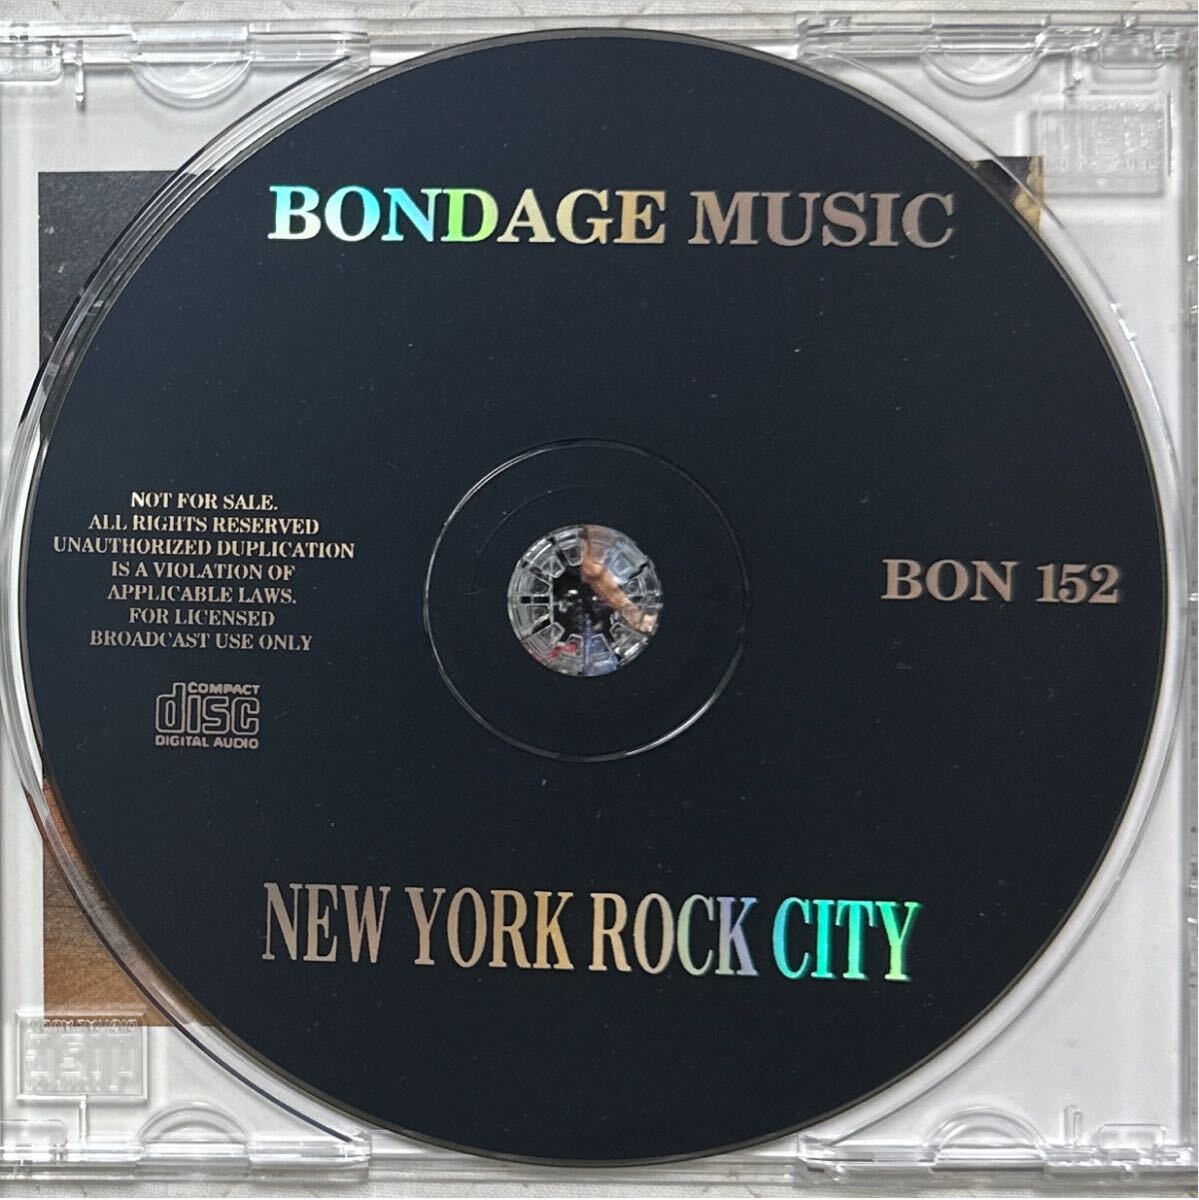 BONDAGE MUSIC
NOT FOR SALE.
ALL RIGHTS RESERVED
UNAUTHORIZED DUPLICATION
IS A VIOLATION OF
APPLICABLE LAWS.
FOR LICENSED
BROADCAST USE ONLY
BON 152
COMPACT
disc
DIGITAL AUDIO
NEW YORK ROCK CITY